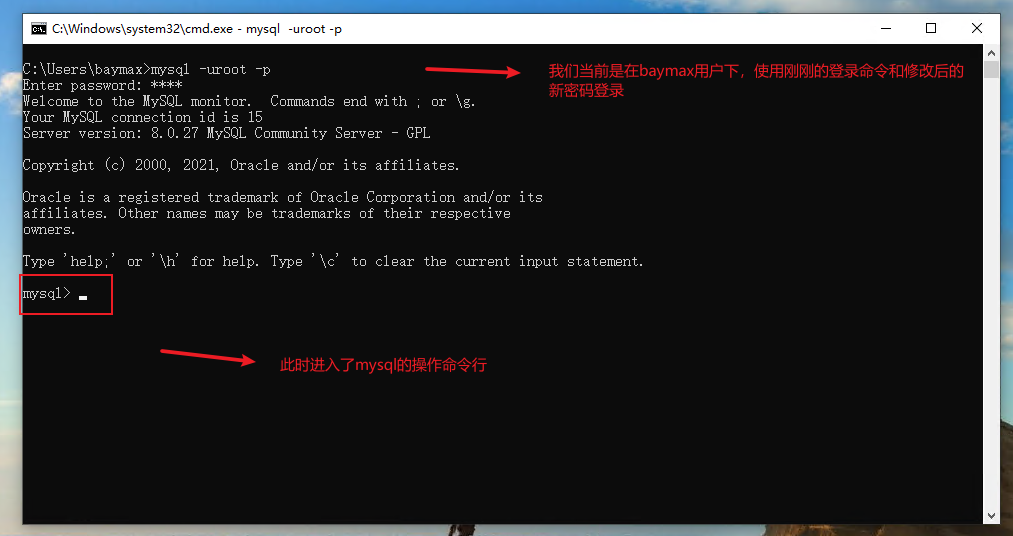 C:\Windows\system32\cmd.exe - mysql  -uroot -p
C:\Users\baymax>mysql -uroot -p
我们当前是在baymax用户下，使用刚刚的登录命令和修改后的
新密码登录
Enter password: ****
Welcome to the MySQL monitor.  Commands end with ; or \g.
Your MySQL connection id is 15
Server version: 8.0.27 MySQL Community Server - GPL
Copyright (c) 2000, 2021, Oracle and/or its affiliates.
Oracle is a registered trademark of Oracle Corporation and/or its
affiliates. Other names may be trademarks of their respective
owners.
Type 'help;' or '\h' for help. Type '\c' to clear the current input statement.
mysql>
此时进入了mysql的操作命令行